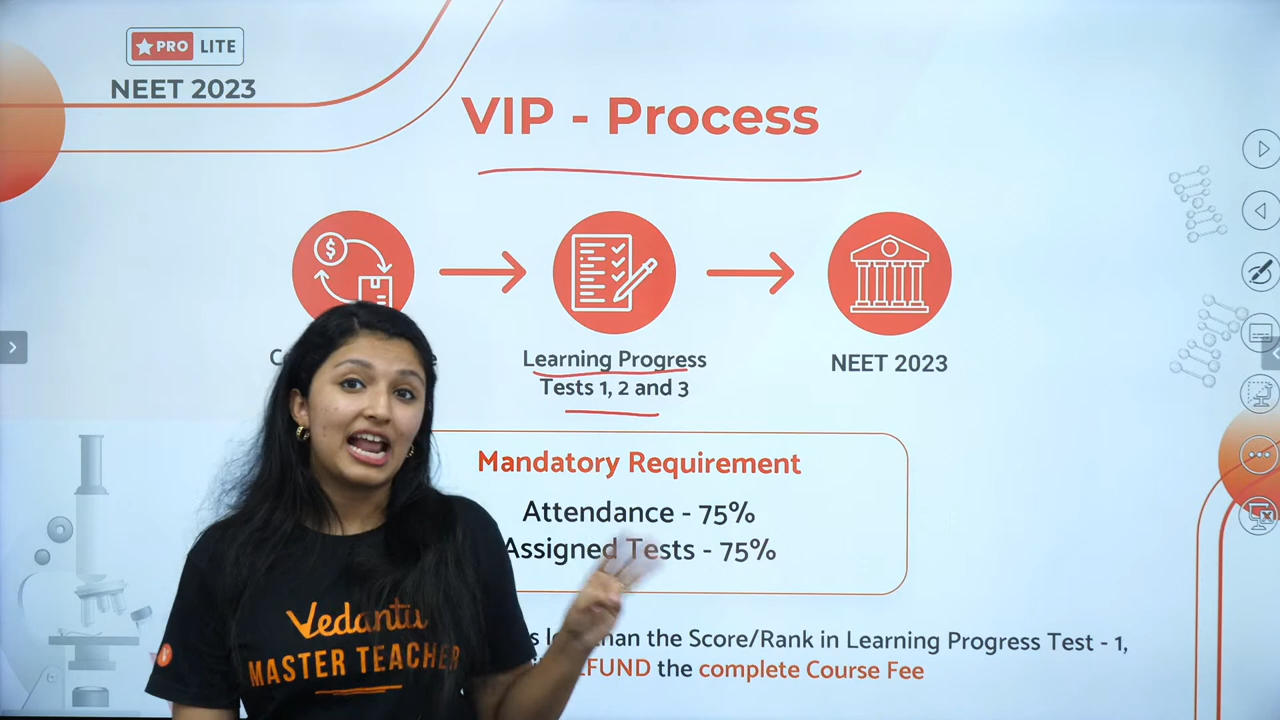 PRO LITE
NEET 2023
VIP - Process
$
Learning Progress
Tests 1, 2 and 3
NEET 2023
Mandatory Requirement
Attendance - 75%
Assigned Tests - 75%
than the Score/Rank in Learning Progress Test - 1,
the complete Course Fee
Vedantu
MASTER TEACHER